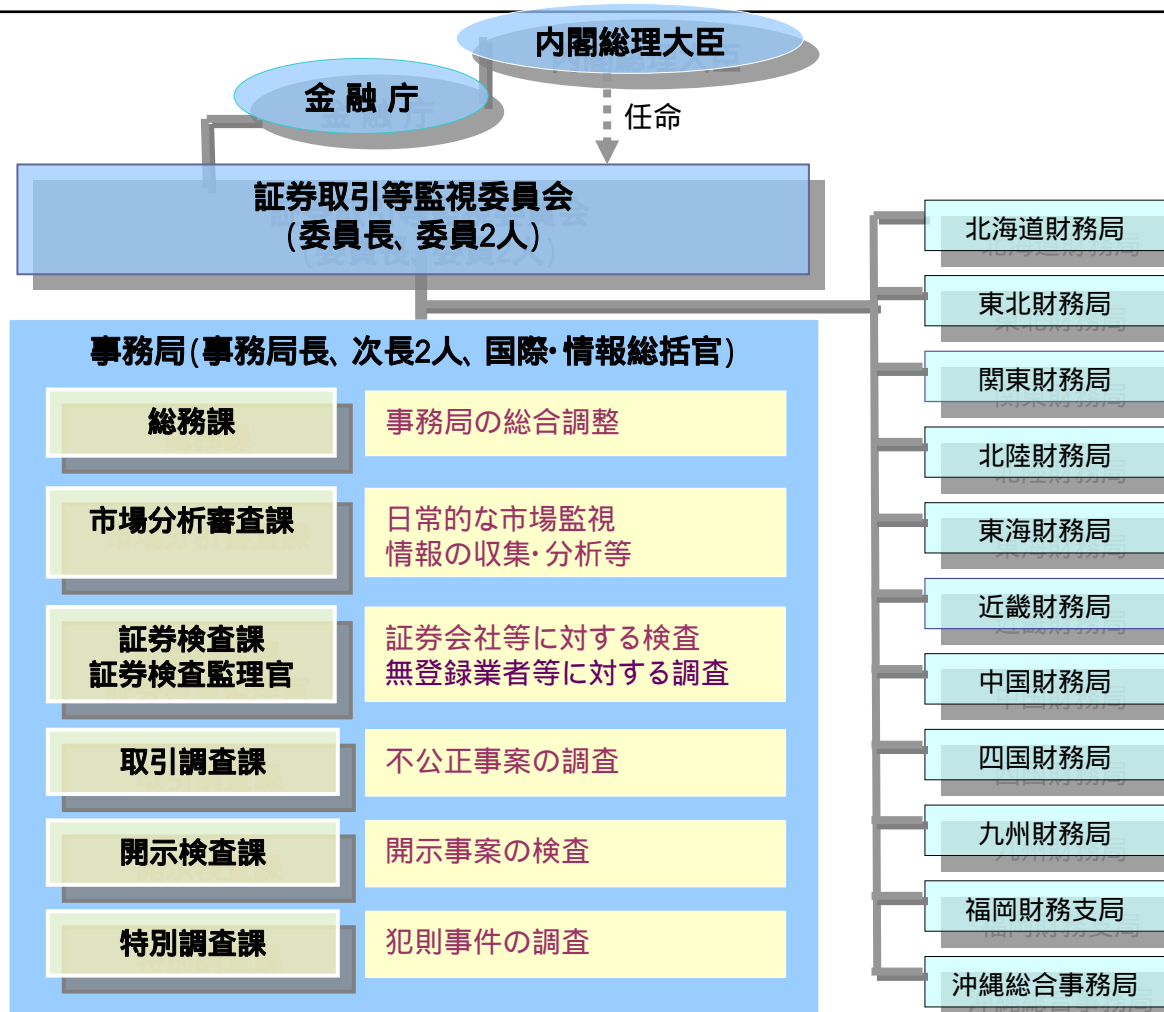 内閣総理大臣
金融庁
任命
証券取引等監視委員会
(委員長、委員2人)
事務局(事務局長、次長2人、国際・情報総括官)
総務課
事務局の総合調整
市場分析審査課
日常的な市場監視
情報の収集・分析等
証券検査課
証券検査監理官
証券会社等に対する検査
無登録業者等に対する調査
取引調査課
不公正事案の調査
開示検査課
開示事案の検査
特別調査課
犯則事件の調査
北海道財務局
東北財務局
関東財務局
北陸財務局
東海財務局
近畿財務局
中国財務局
四国財務局
九州財務局
福岡財務支局
沖縄総合事務局